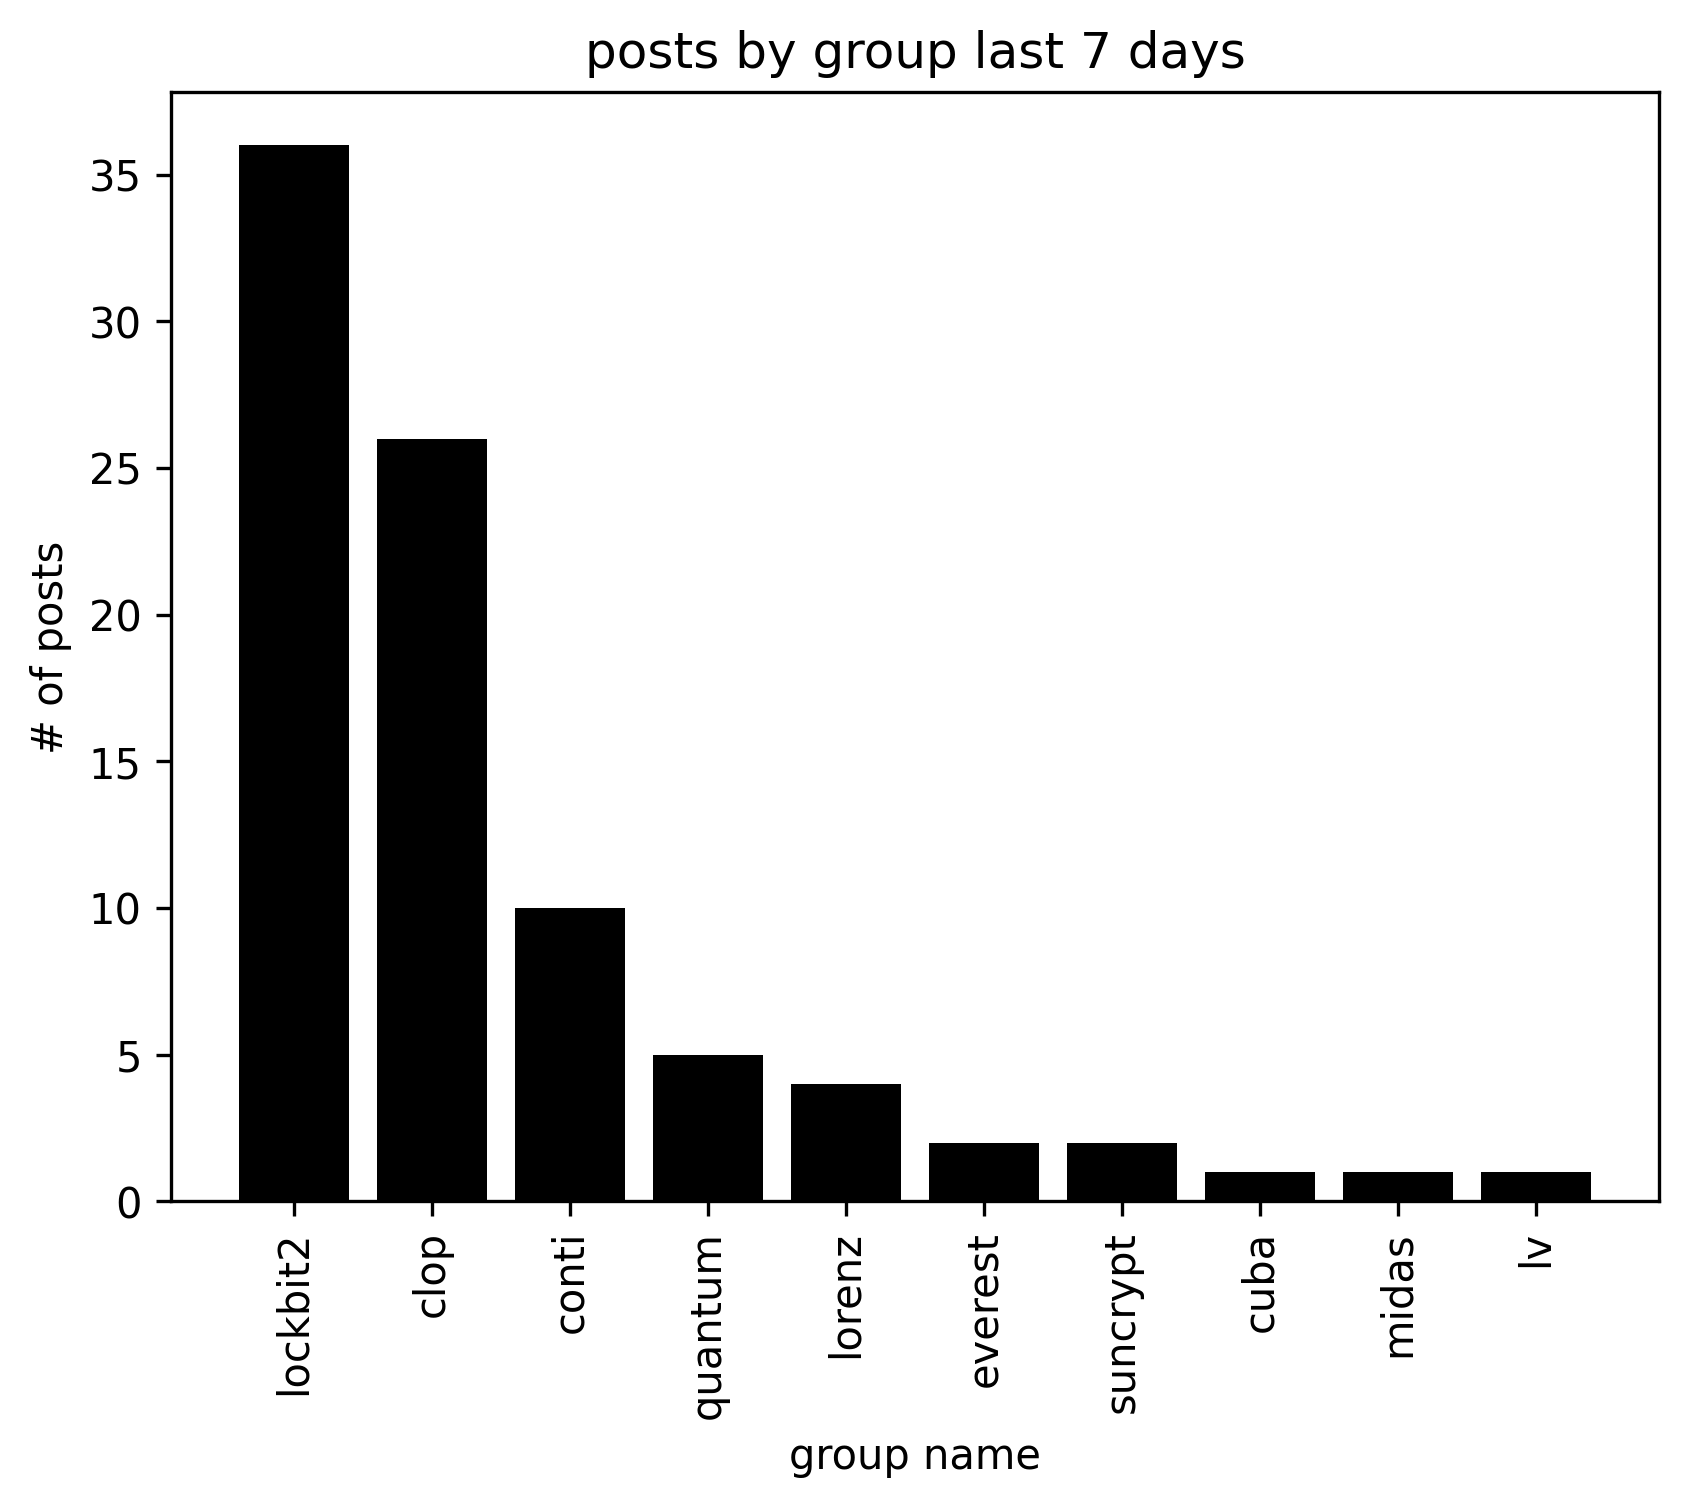 posts by group last 7 days
# of posts
35
30
25
20
15
10
5
0
lockbit2
clop
conti
quantum
lorenz
everest
suncrypt
cuba
midas
lv
group name